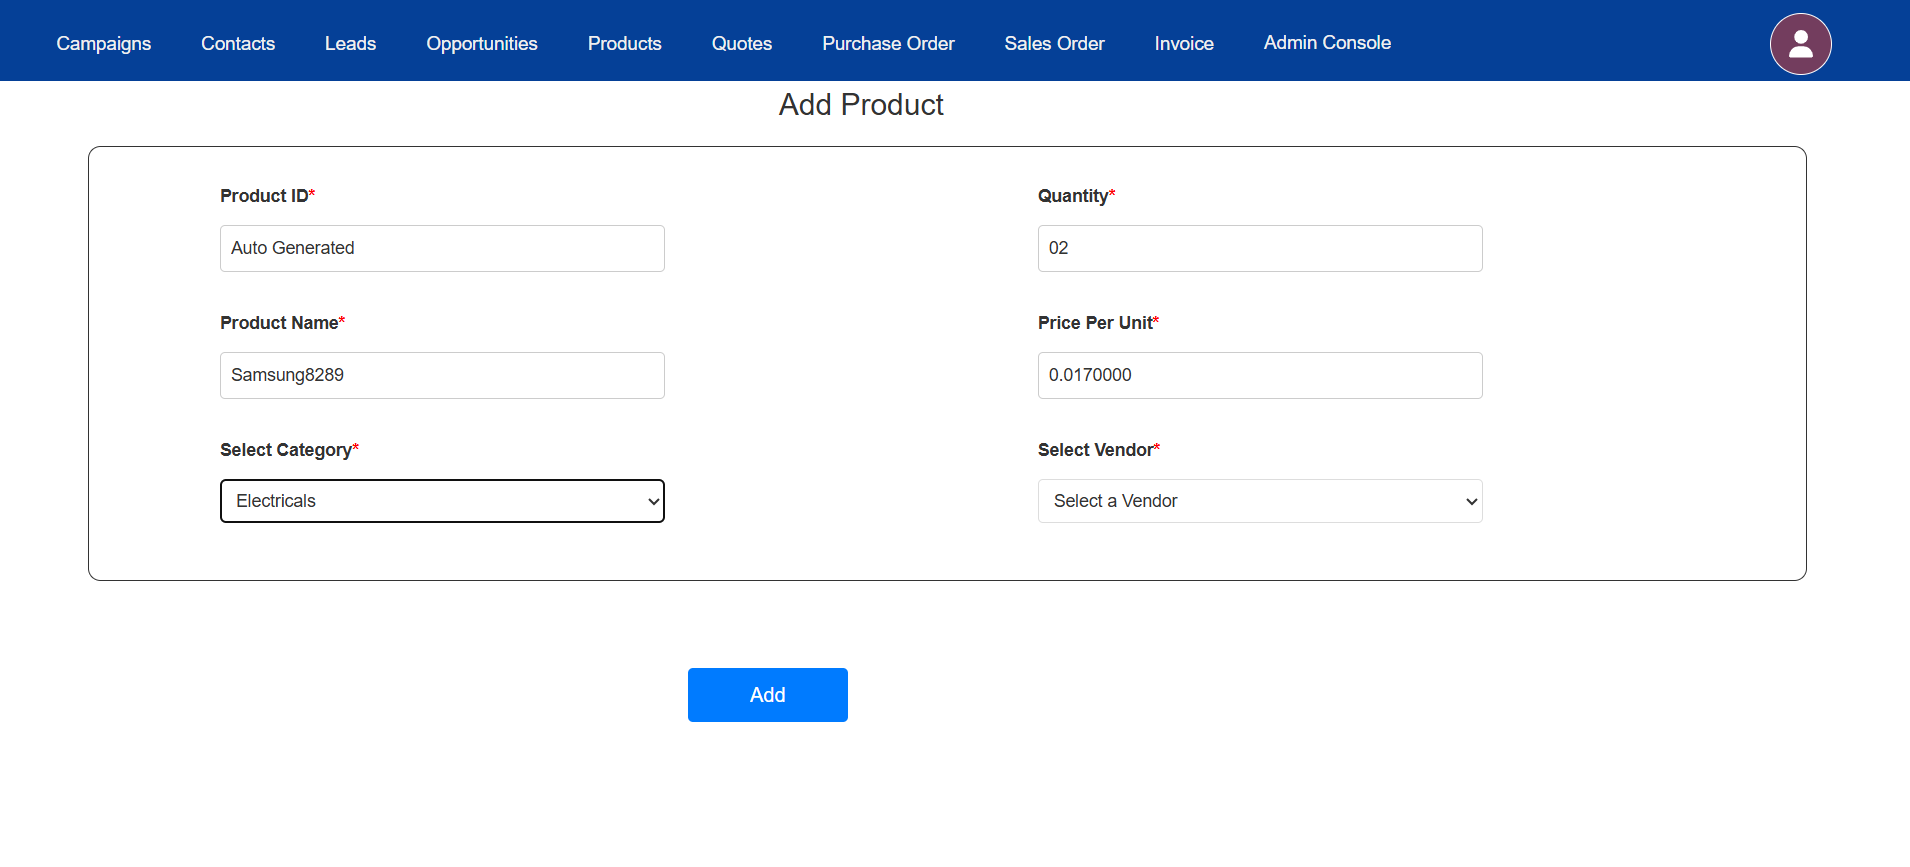 Campaigns Contacts Leads Opportunities Products Quotes Purchase Order Sales Order Invoice Admin Console
Add Product
Product ID* Quantity*
Auto Generated 02
Product Name* Price Per Unit*
Samsung8289 0.0170000
Select Category* Select Vendor*
Electricals Select a Vendor
Add